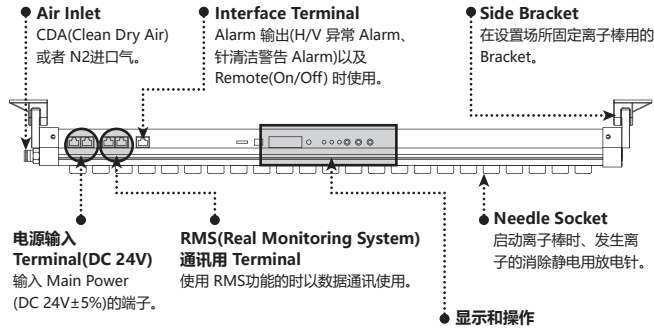 Air Inlet
CDA(Clean Dry Air)
或者 N2进口气。
Interface Terminal
Alarm 输出(H/V 异常 Alarm、
针清洁警告 Alarm)以及
Remote(On/Off) 时使用。
Side Bracket
在设置场所固定离子棒用的
Bracket。
电源输入
Terminal(DC 24V)
输入 Main Power
(DC 24V±5%)的端子。
RMS(Real Monitoring System)
通讯用 Terminal
使用 RMS功能的时以数据通讯使用。
Needle Socket
启动离子棒时、发生离
子的消除静电用放电针。
显示和操作